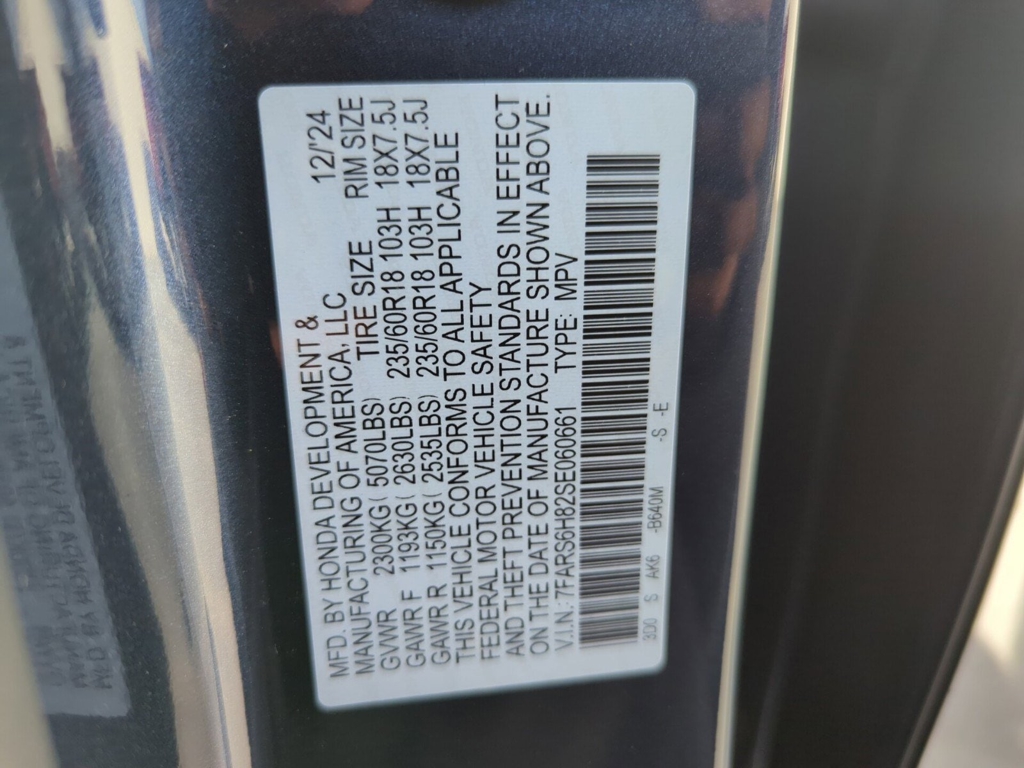 MFD. BY HONDA DEVELOPMENT & 12/'24
MANUFACTURING OF AMERICA, LLC TIRE SIZE RIM SIZE
GVWR 2300KG ( 5070LBS)
GAWR F 1193KG ( 2630LBS) 235/60R18 103H 18X7.5J
GAWR R 1150KG ( 2535LBS) 235/60R18 103H 18X7.5J
THIS VEHICLE CONFORMS TO ALL APPLICABLE
FEDERAL MOTOR VEHICLE SAFETY
AND THEFT PREVENTION STANDARDS IN EFFECT
ON THE DATE OF MANUFACTURE SHOWN ABOVE.
V.I.N.: 7FARS6H82SE060661 TYPE: MPV
3D0 S AK6 -B640M -S -E